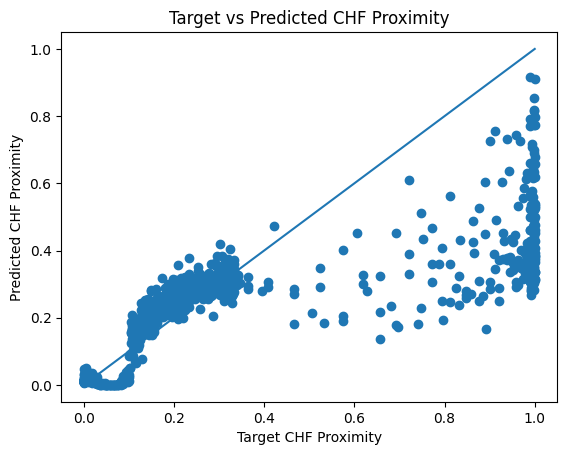 Target vs Predicted CHF Proximity
1.0
0.8
0.6
0.4
0.2
0.0
Predicted CHF Proximity
0.0 0.2 0.4 0.6 0.8 1.0
Target CHF Proximity